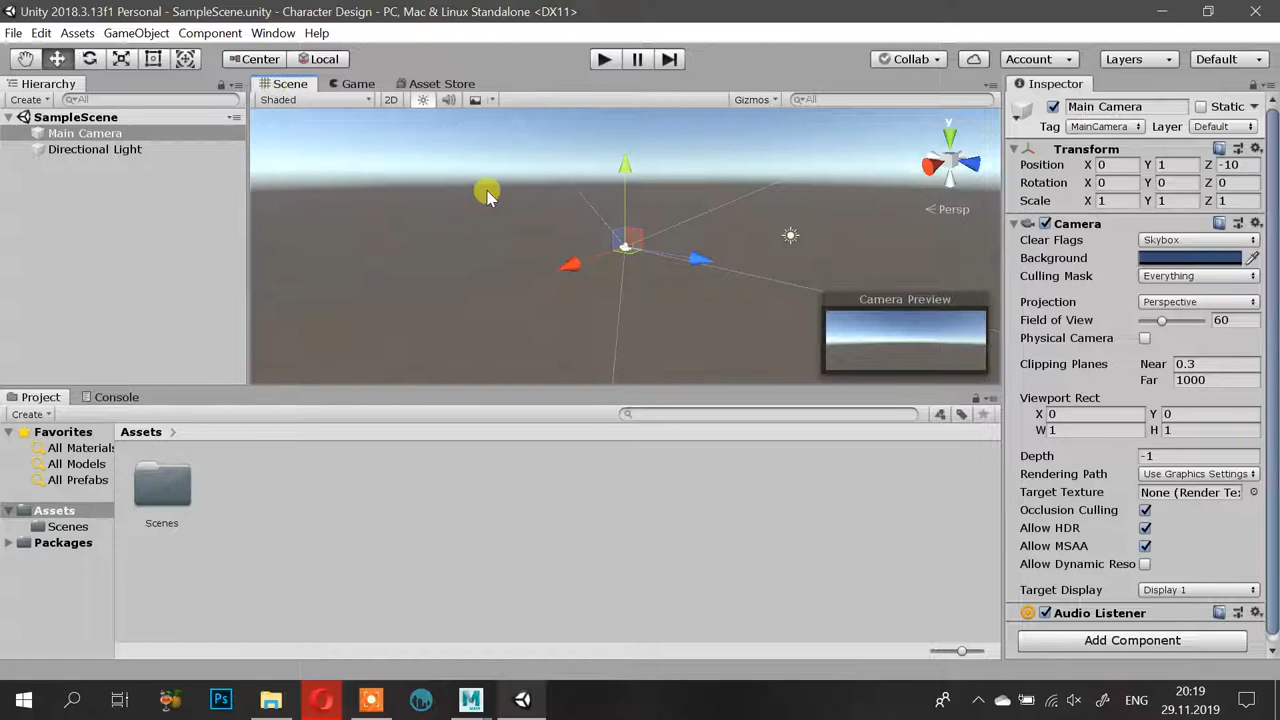 Unity 2018.3.13f1 Personal - SampleScene.unity - Character Design - PC, Mac & Linux Standalone <DX11>
File Edit Assets GameObject Component Window Help
Center Local Collab Account Layers Default
Hierarchy Scene Game Asset Store Inspector
Create All Shaded 2D Gizmos All
Main Camera Static
SampleScene
Tag MainCamera Layer Default
Main Camera
Directional Light
y
Persp
Transform
Position X 0 Y 1 Z -10
Rotation X 0 Y 0 Z 0
Scale X 1 Y 1 Z 1
Camera
Clear Flags Skybox
Background
Culling Mask Everything
Projection Perspective
Field of View 60
Physical Camera
Clipping Planes Near 0.3
Far 1000
Viewport Rect
X 0 Y 0
W 1 H 1
Depth -1
Rendering Path Use Graphics Settings
Target Texture None (Render Te:
Occlusion Culling
Allow HDR
Allow MSAA
Allow Dynamic Reso
Target Display Display 1
Audio Listener
Add Component
Camera Preview
Project Console
Create
Favorites
All Materials
All Models
All Prefabs
Assets
Scenes
Packages
Assets
Scenes
Ps
ENG
20:19
29.11.2019